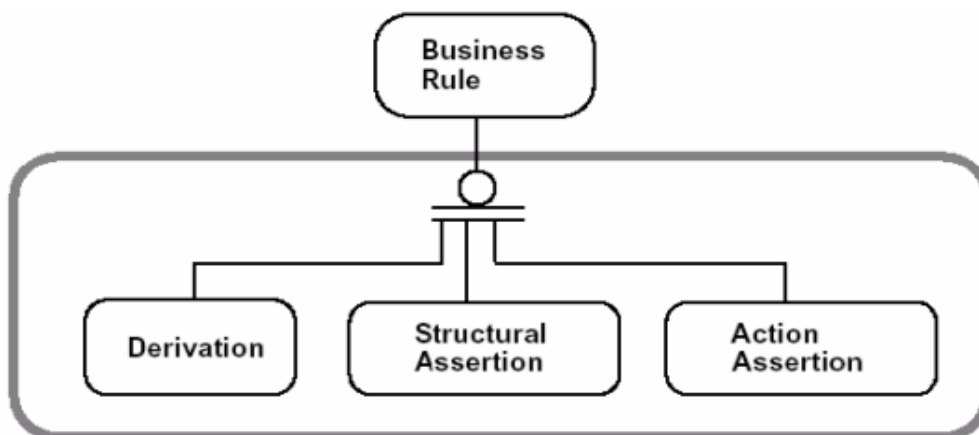 Business
Rule
Derivation
Structural
Assertion
Action
Assertion